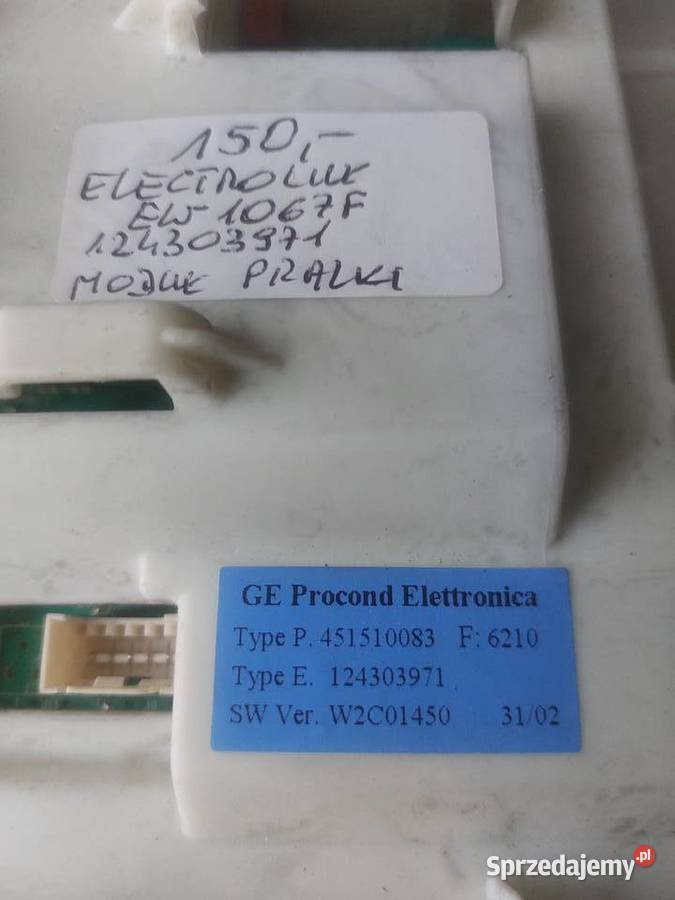 150,-
ELECTROLUX
EW 1067F
124303971
MODUŁ PRALKI
GE Procond Elettronica
Type P. 451510083 F: 6210
Type E. 124303971
SW Ver. W2C01450 31/02
Sprzedajemy.pl